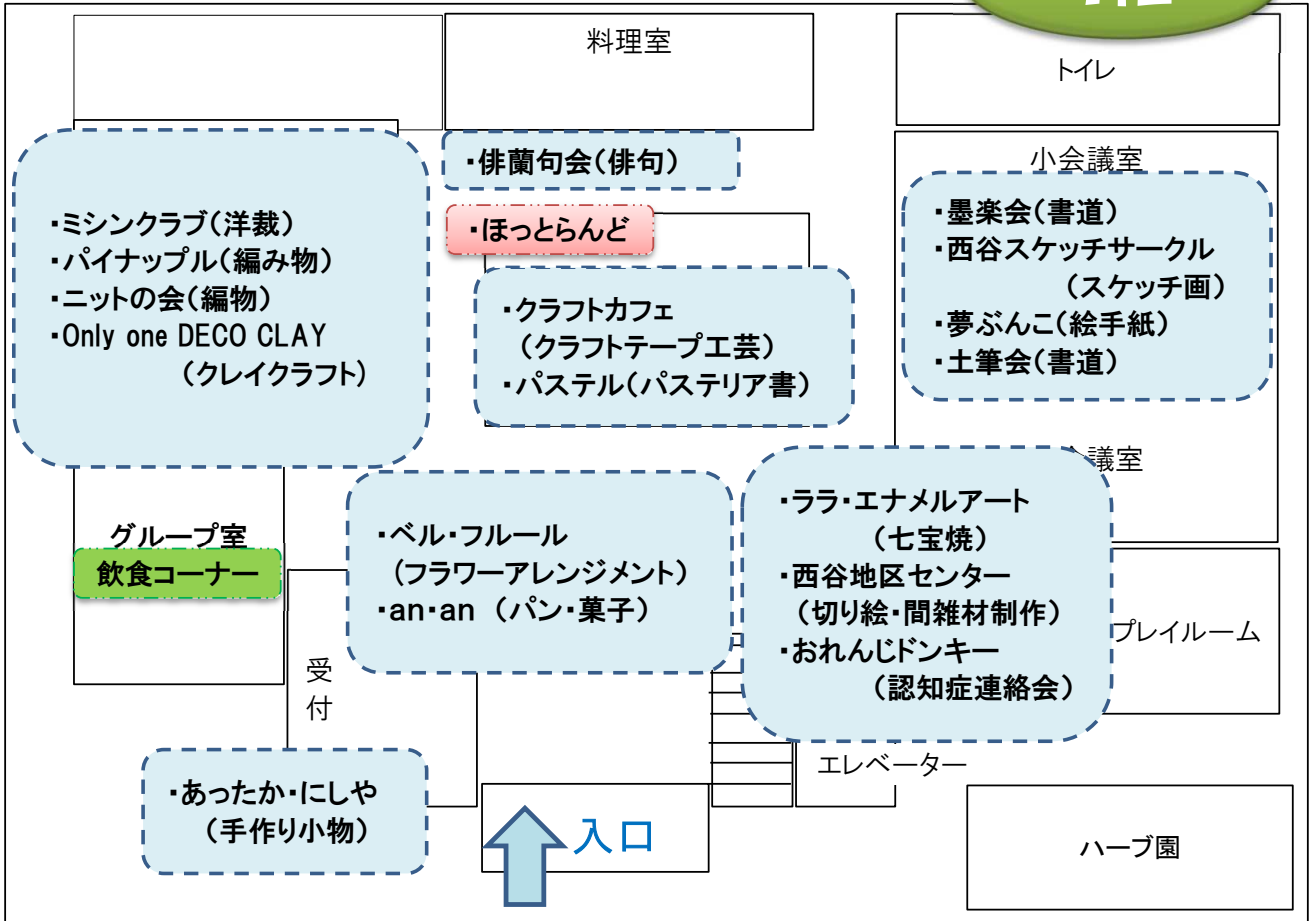 料理室
トイレ
・俳蘭句会(俳句)
・ほっとらんど
・ミシンクラブ(洋裁)
・パイナップル(編み物)
・ニットの会(編物)
・Only one DECO CLAY
(クレイクラフト)
・クラフトカフェ
(クラフトテープ工芸)
・パステル(パステリア書)
小会議室
・墨楽会(書道)
・西谷スケッチサークル
(スケッチ画)
・夢ぶんこ(絵手紙)
・土筆会(書道)
議室
グループ室
飲食コーナー
・ベル・フルール
(フラワーアレンジメント)
・an・an (パン・菓子)
・ララ・エナメルアート
(七宝焼)
・西谷地区センター
(切り絵・間雑材制作)
・おれんじドンキー
(認知症連絡会)
プレイルーム
受付
エレベーター
・あったか・にしや
(手作り小物)
入口
ハーブ園